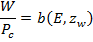 W/P_c = b(E, z_w)